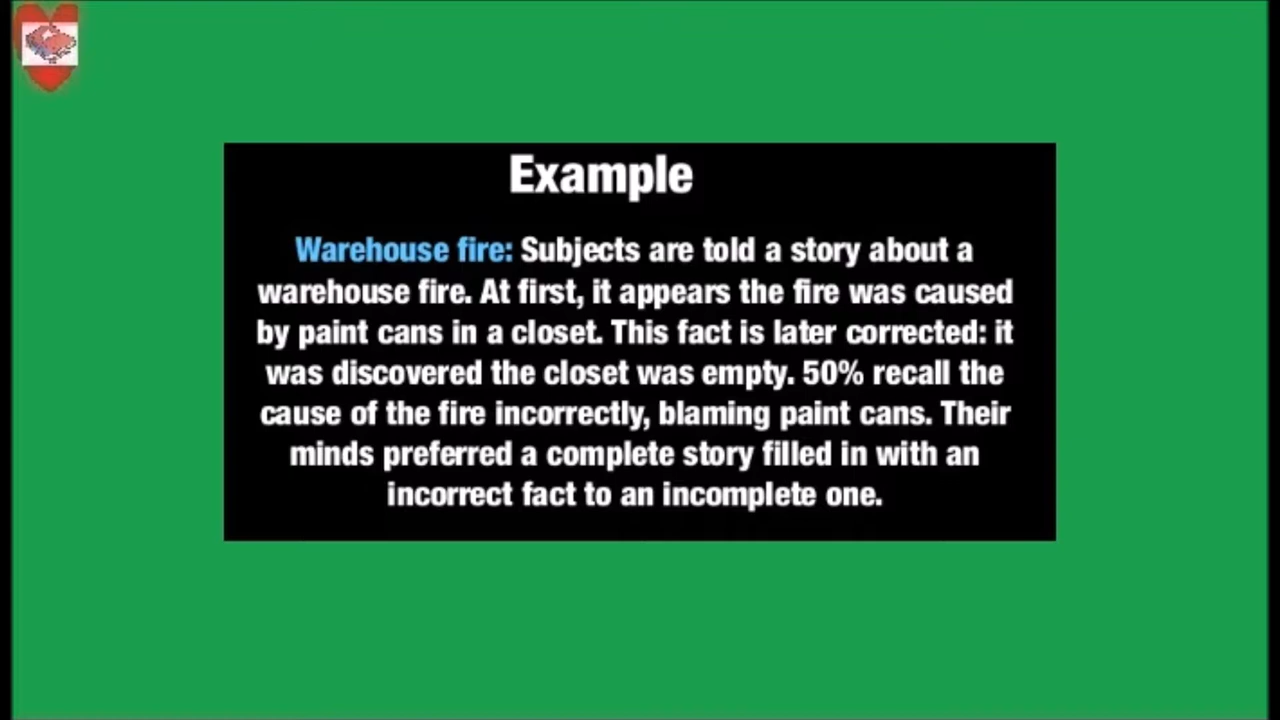 Example
Warehouse fire: Subjects are told a story about a
warehouse fire. At first, it appears the fire was caused
by paint cans in a closet. This fact is later corrected: it
was discovered the closet was empty. 50% recall the
cause of the fire incorrectly, blaming paint cans. Their
minds preferred a complete story filled in with an
incorrect fact to an incomplete one.